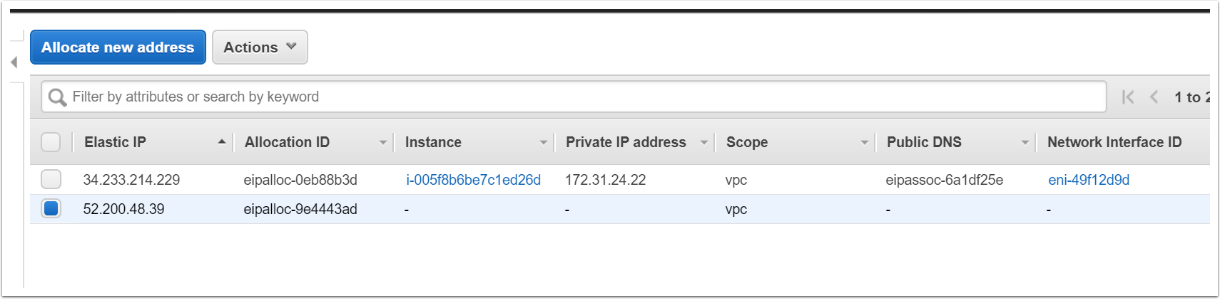 Allocate new address Actions
Filter by attributes or search by keyword 1 to 2
Elastic IP Allocation ID Instance Private IP address Scope Public DNS Network Interface ID
34.233.214.229 eipalloc-0eb88b3d i-005f8b6be7c1ed26d 172.31.24.22 vpc eipassoc-6a1df25e eni-49f12d9d
52.200.48.39 eipalloc-9e4443ad - - vpc - -